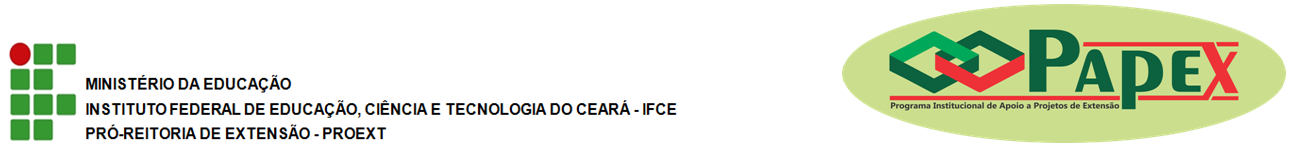 MINISTÉRIO DA EDUCAÇÃO
INSTITUTO FEDERAL DE EDUCAÇÃO, CIÊNCIA E TECNOLOGIA DO CEARÁ - IFCE
PRÓ-REITORIA DE EXTENSÃO - PROEXT
PAPEX
Programa Institucional de Apoio a Projetos de Extensão